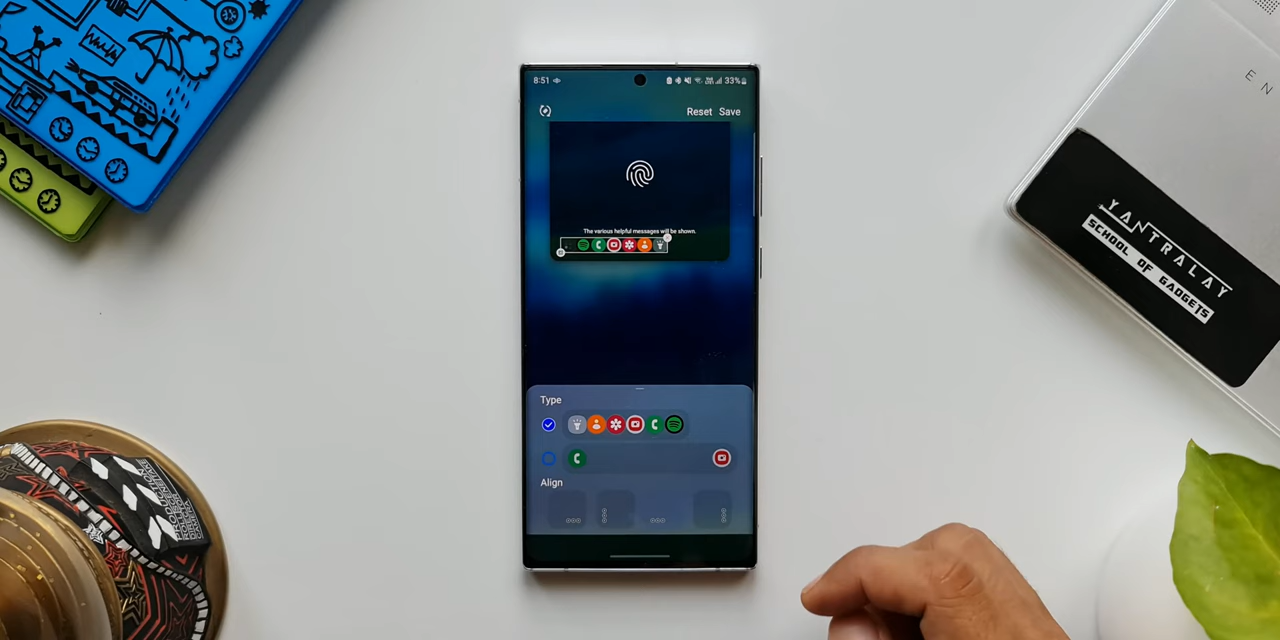 8:51
33%
Reset Save
The various helpful messages will be shown.
Type
Align
EN
YANTRALAY
SCHOOL OF GADGETS